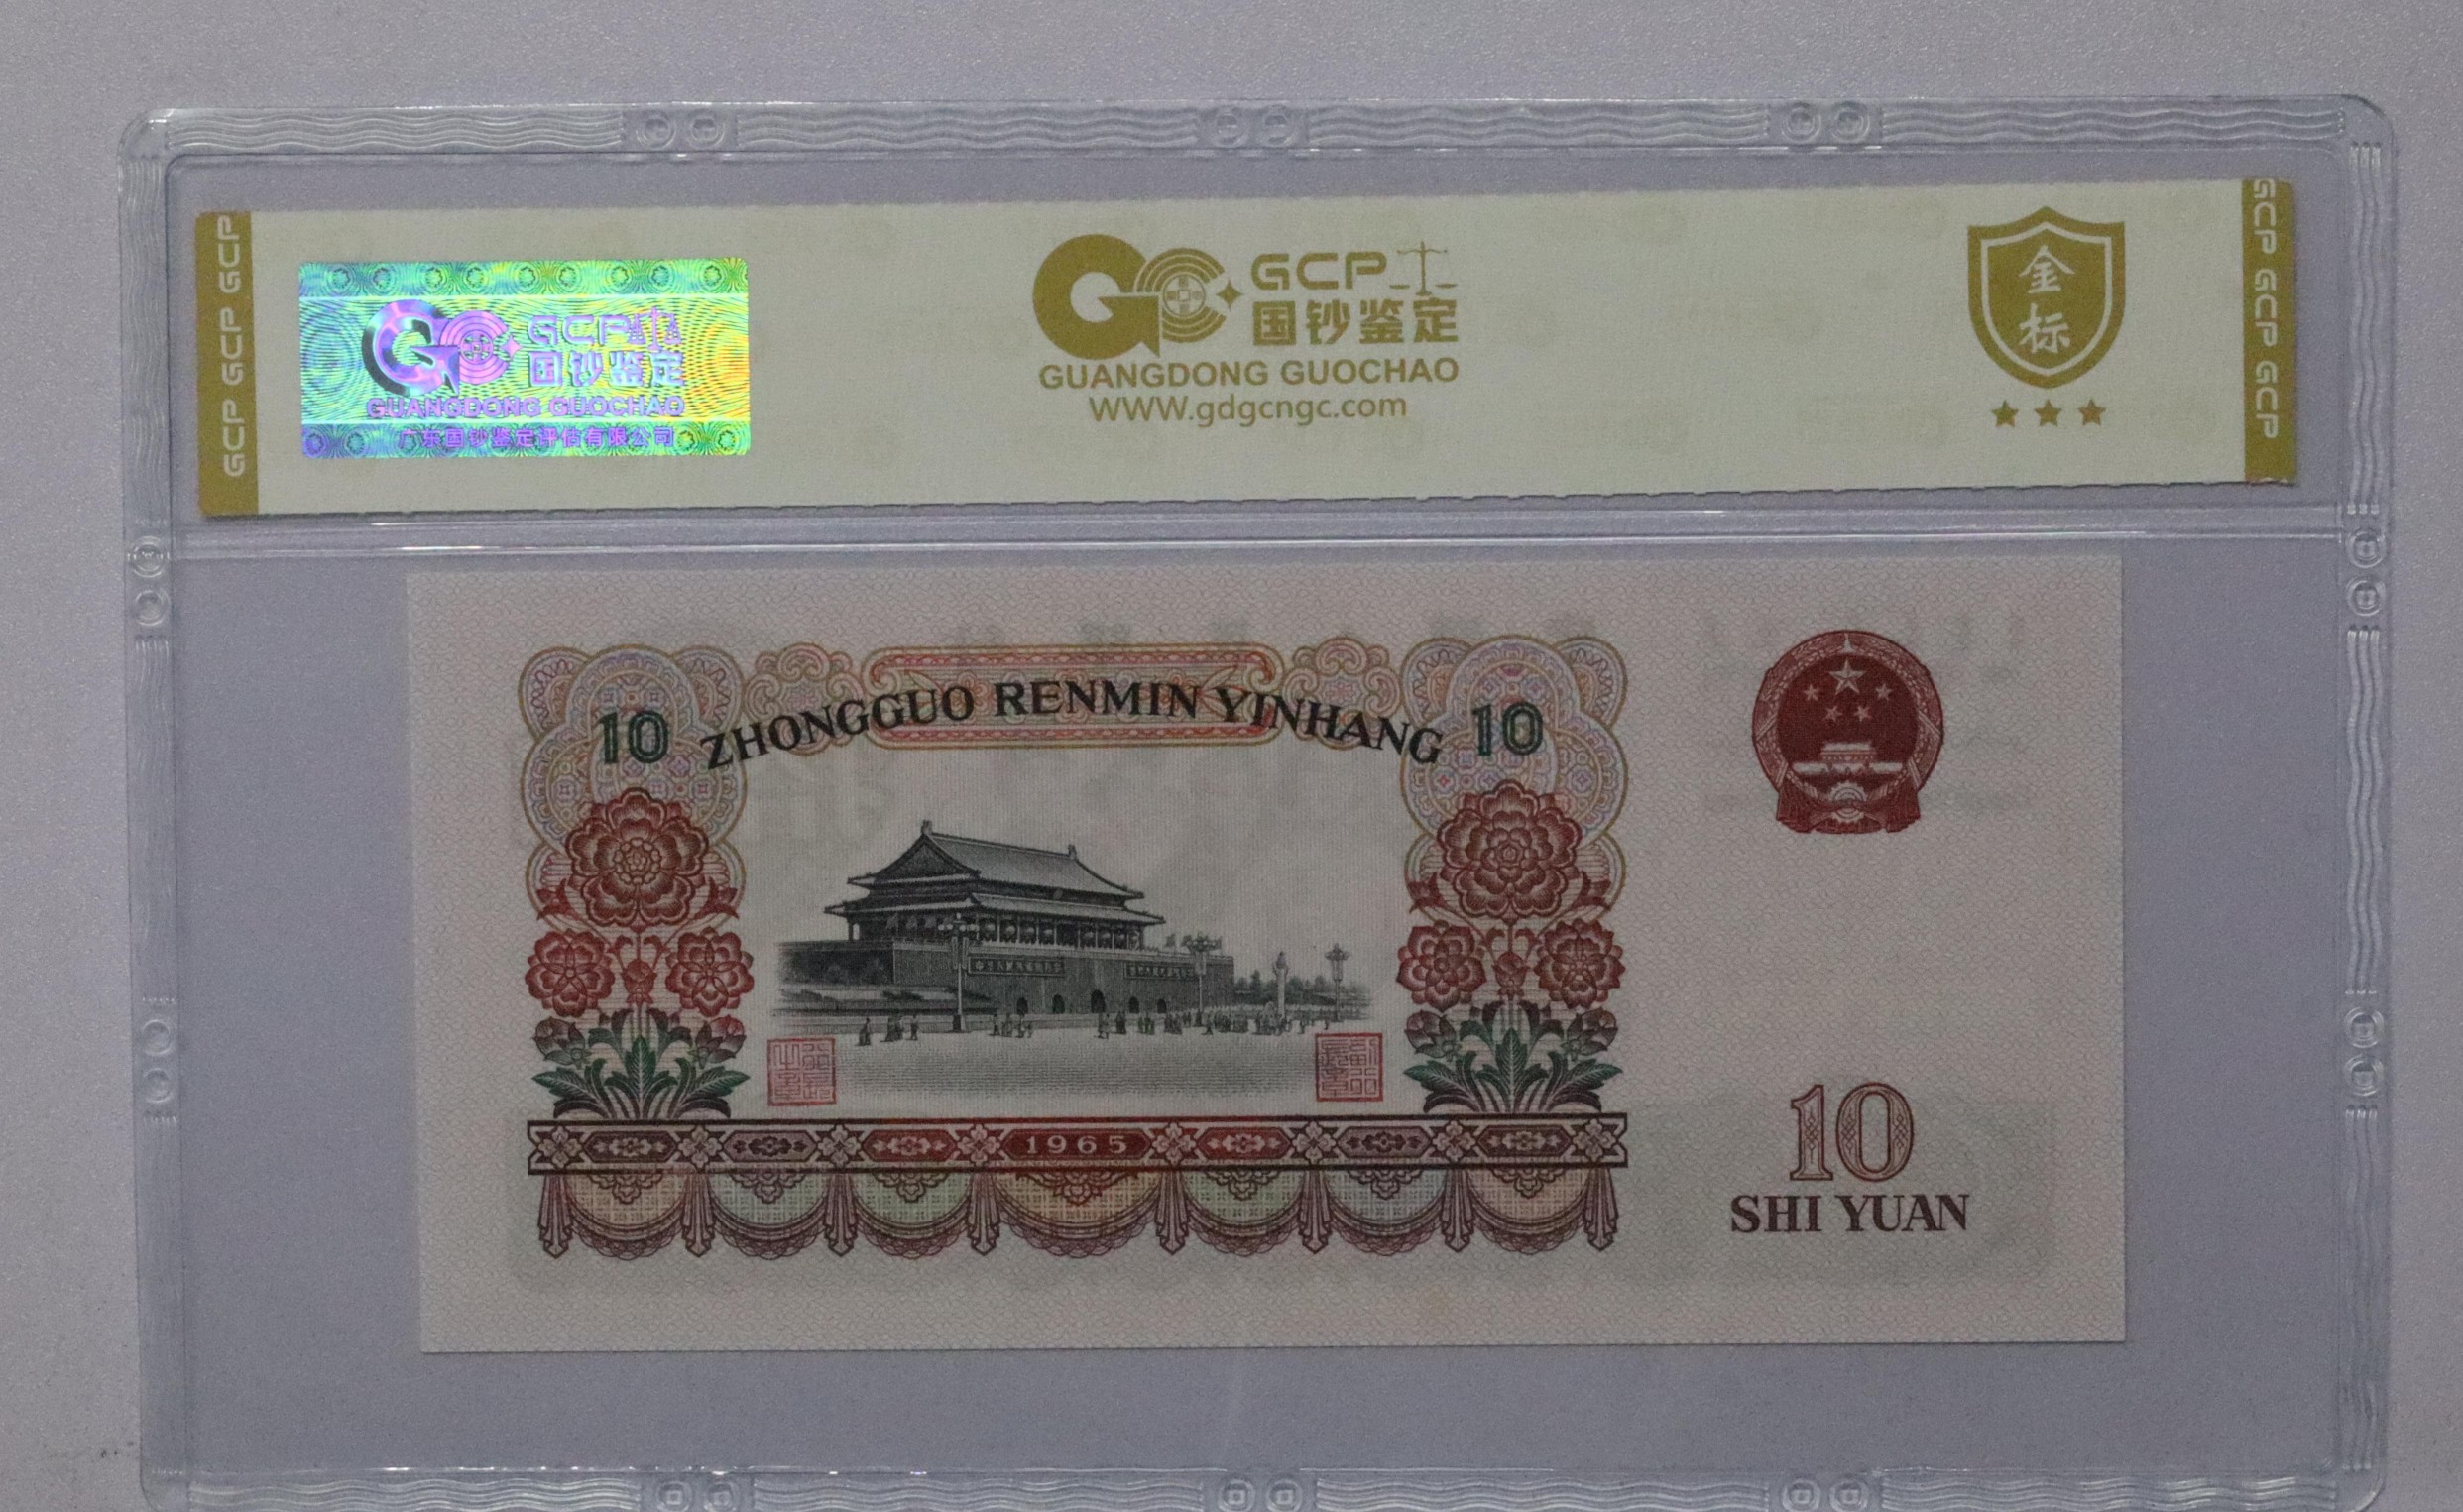 GCP GCP GCP
GCP
国钞鉴定
GUANGDONG GUOCHAO
广东国钞鉴定评估有限公司
GCP
国钞鉴定
GUANGDONG GUOCHAO
WWW.gdgcngc.com
金
标
GCP GCP GCP
10 ZHONGGUO RENMIN YINHANG 10
1965
10
SHI YUAN